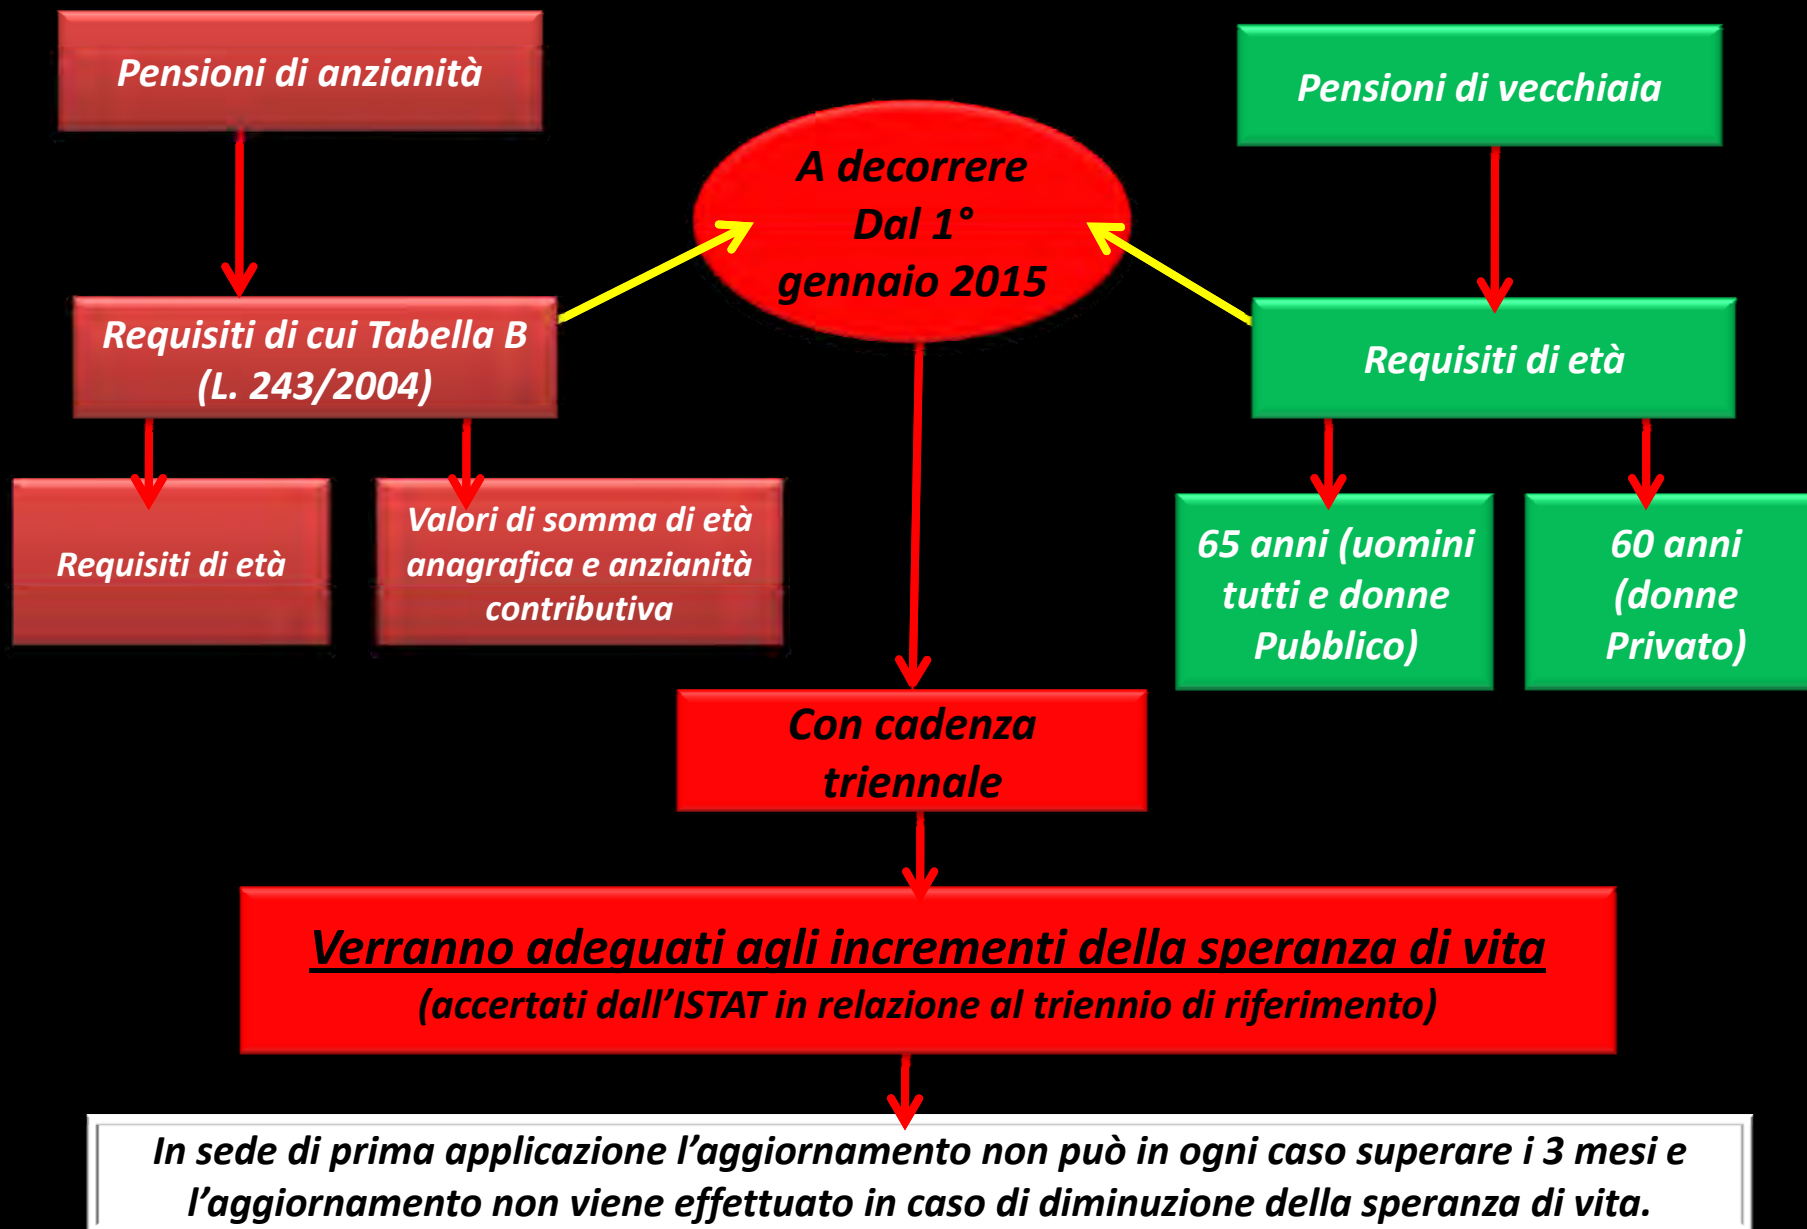 Pensioni di anzianità
Pensioni di vecchiaia
A decorrere
Dal 1°
gennaio 2015
Requisiti di cui Tabella B
(L. 243/2004)
Requisiti di età
Requisiti di età
Valori di somma di età
anagrafica e anzianità
contributiva
65 anni (uomini
tutti e donne
Pubblico)
60 anni
(donne
Privato)
Con cadenza
triennale
Verranno adeguati agli incrementi della speranza di vita
(accertati dall’ISTAT in relazione al triennio di riferimento)
In sede di prima applicazione l’aggiornamento non può in ogni caso superare i 3 mesi e
l’aggiornamento non viene effettuato in caso di diminuzione della speranza di vita.